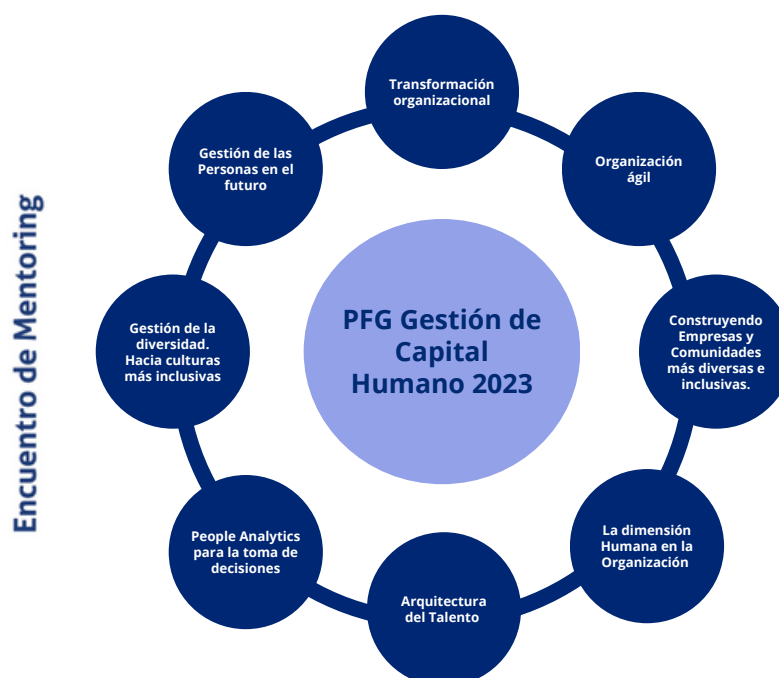 Encuentro de Mentoring
Transformación
organizacional
Organización
ágil
Construyendo
Empresas y
Comunidades
más diversas e
inclusivas.
La dimensión
Humana en la
Organización
Arquitectura
del Talento
People Analytics
para la toma de
decisiones
Gestión de la
diversidad.
Hacia culturas
más inclusivas
Gestión de las
Personas en el
futuro
PFG Gestión de
Capital
Humano 2023